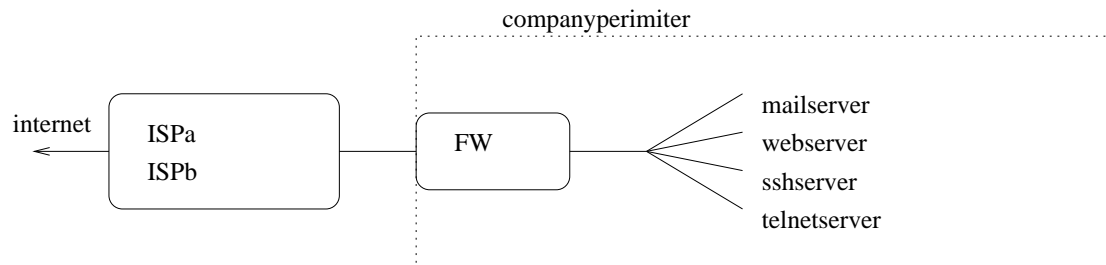 companyperimiter
internet
ISPa
ISPb
FW
mailserver
webserver
sshserver
telnetserver